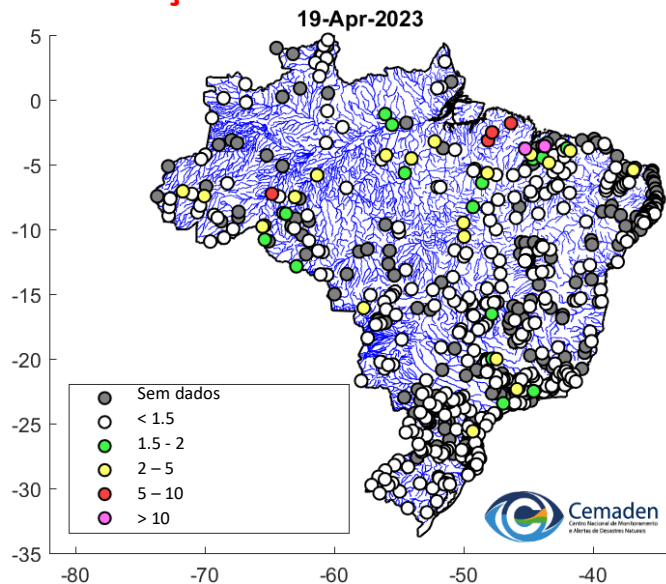 19-Apr-2023
5
0
-5
-10
-15
-20
-25
-30
-35
Sem dados
< 1.5
1.5 - 2
2 – 5
5 – 10
> 10
Cemaden
Centro Nacional de Monitoramento
e Alertas de Desastres Naturais
-80
-70
-60
-50
-40